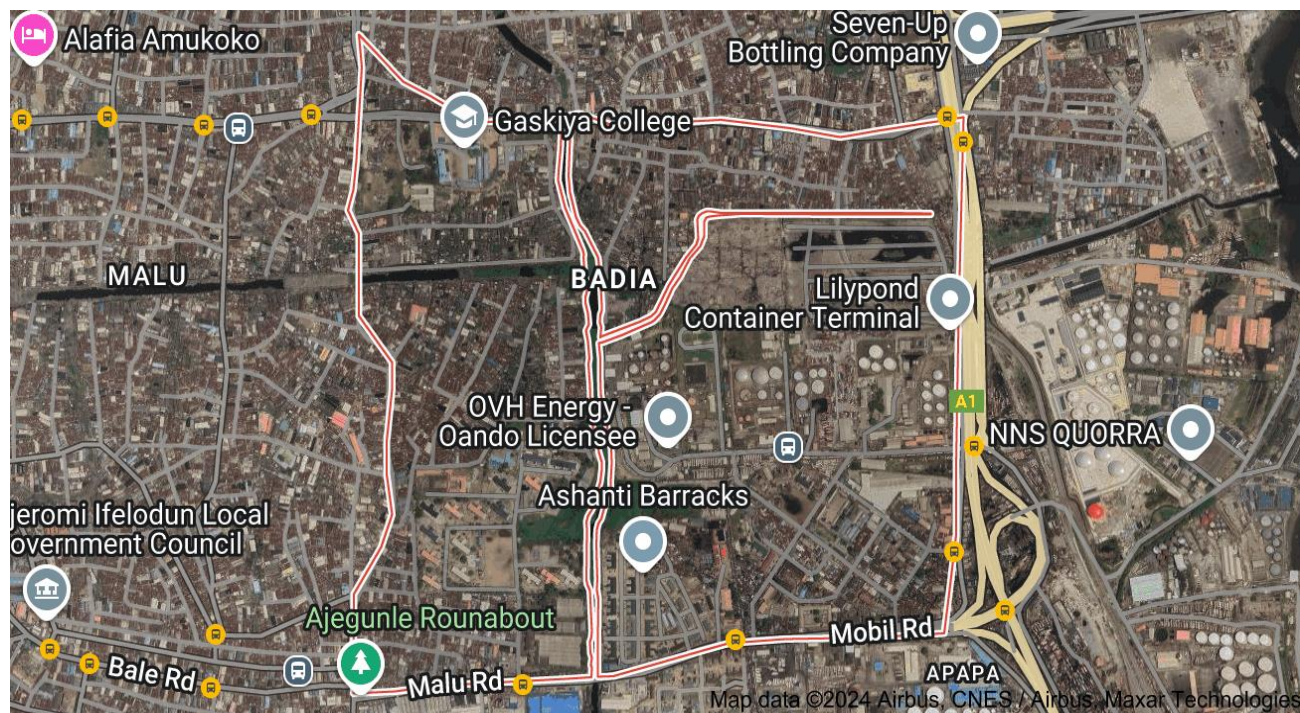 Alafia Amukoko
Seven-Up
Bottling Company
Gaskiya College
MALU
BADIA
Lilypond
Container Terminal
A1
OVH Energy -
Oando Licensee
NNS QUORRA
Ashanti Barracks
jeromi Ifelodun Local
overnment Council
Ajegunle Rounabout
Mobil Rd
Bale Rd
Malu Rd
APAPA
Map data ©2024 Airbus, CNES / Airbus, Maxar Technologies